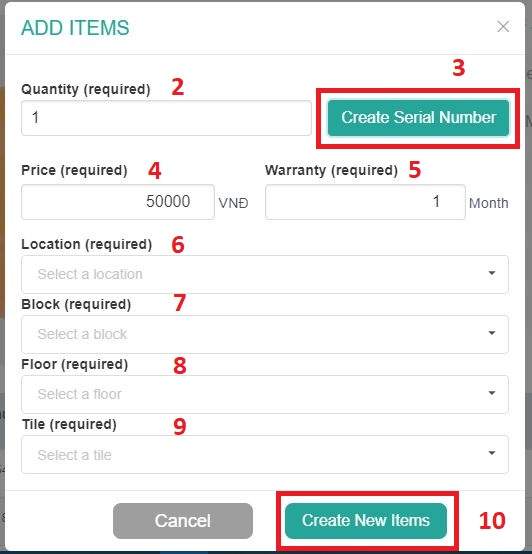 ADD ITEMS ×
3
Quantity (required) 2
1 Create Serial Number
Price (required) 4 Warranty (required) 5
50000 VNĐ 1 Month
Location (required) 6
Select a location
Block (required) 7
Select a block
Floor (required) 8
Select a floor
Tile (required) 9
Select a tile
Cancel Create New Items 10